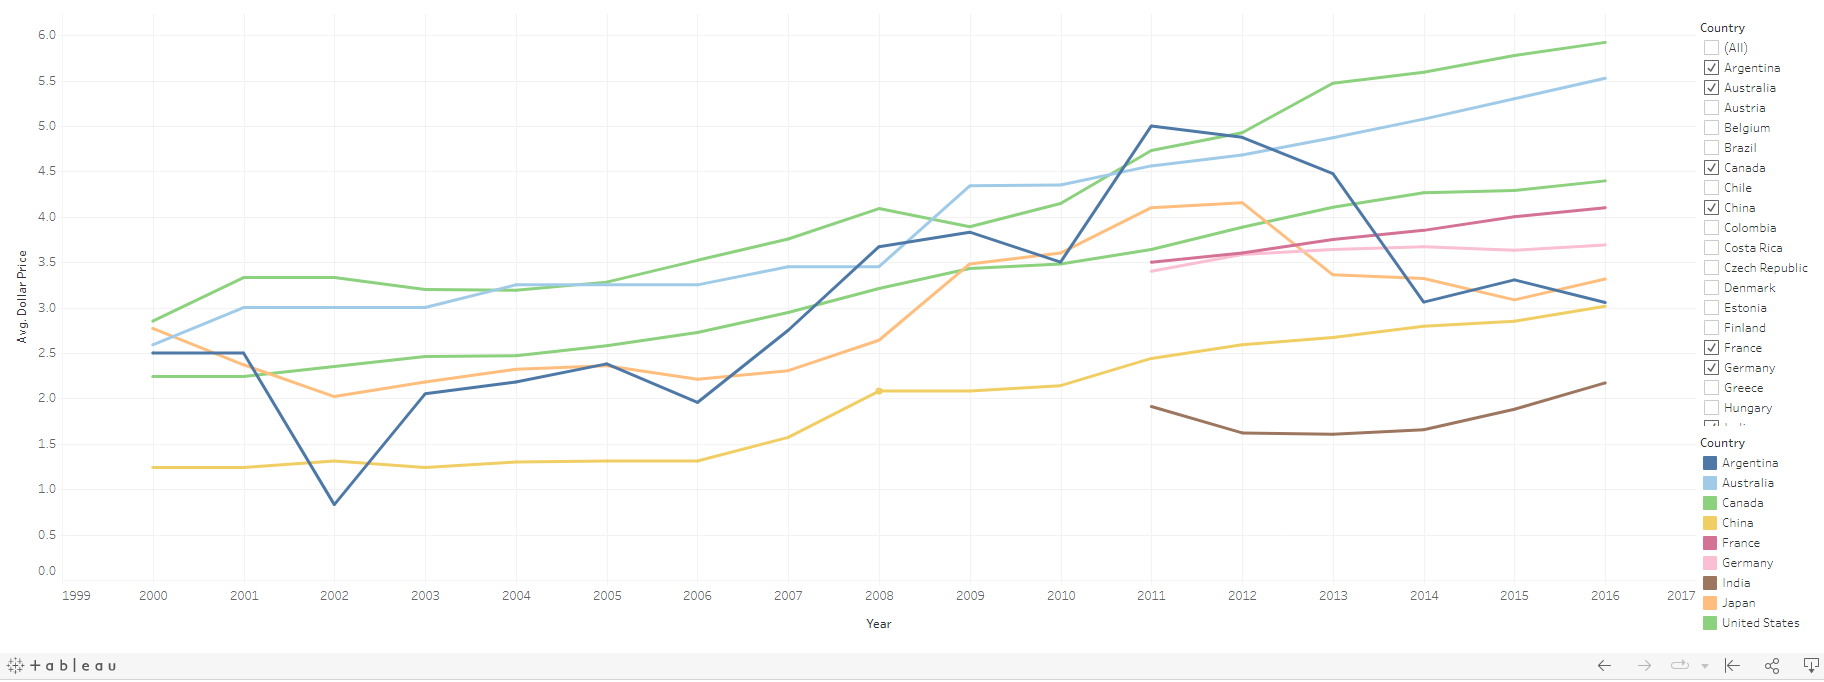 6.0
5.5
5.0
4.5
4.0
3.5
3.0
2.5
2.0
1.5
1.0
0.5
0.0
Avg. Dollar Price
1999 2000 2001 2002 2003 2004 2005 2006 2007 2008 2009 2010 2011 2012 2013 2014 2015 2016 2017
Year
Country
(All)
Argentina
Australia
Austria
Belgium
Brazil
Canada
Chile
China
Colombia
Costa Rica
Czech Republic
Denmark
Estonia
Finland
France
Germany
Greece
Hungary
Country
Argentina
Australia
Canada
China
France
Germany
India
Japan
United States
+ableau